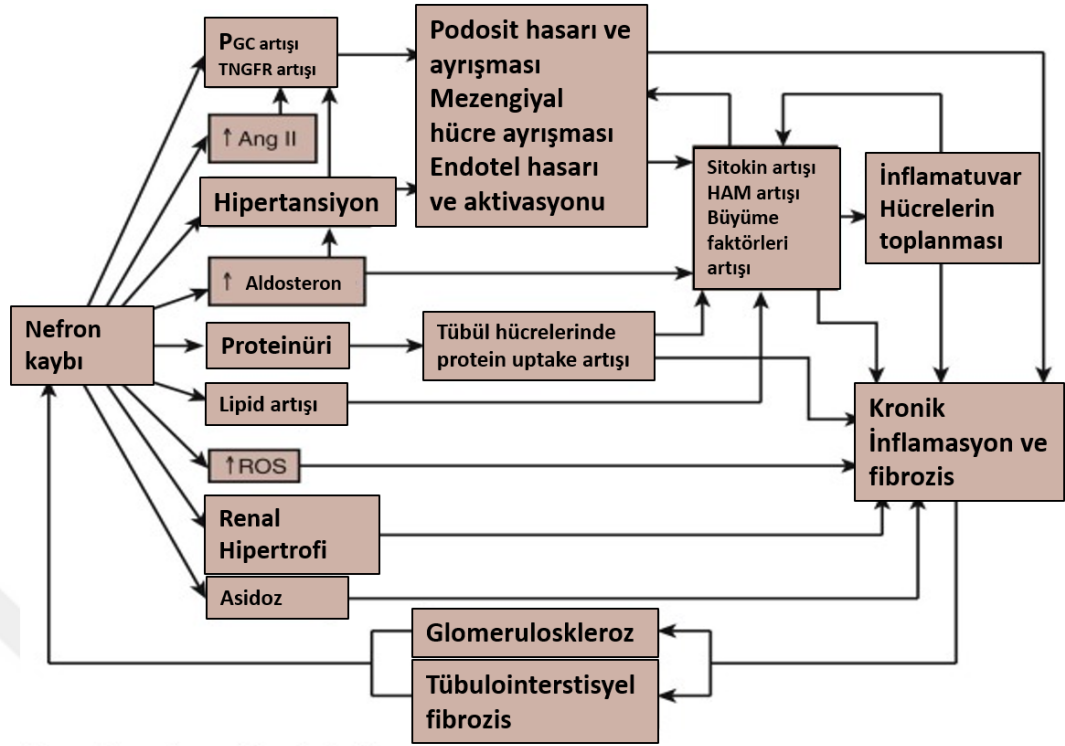 PGC artışı
TNGFR artışı
↑ Ang II
Hipertansiyon
↑ Aldosteron
Nefron
kaybı
Proteinüri
Lipid artışı
↑ROS
Renal
Hipertrofi
Asidoz
Podosit hasarı ve
ayrışması
Mezengiyal
hücre ayrışması
Endotel hasarı
ve aktivasyonu
Tübül hücrelerinde
protein uptake artışı
Sitokin artışı
HAM artışı
Büyüme
faktörleri
artışı
İnflamatuvar
Hücrelerin
toplanması
Kronik
İnflamasyon ve
fibrozis
Glomeruloskleroz
Tübulointerstisyel
fibrozis